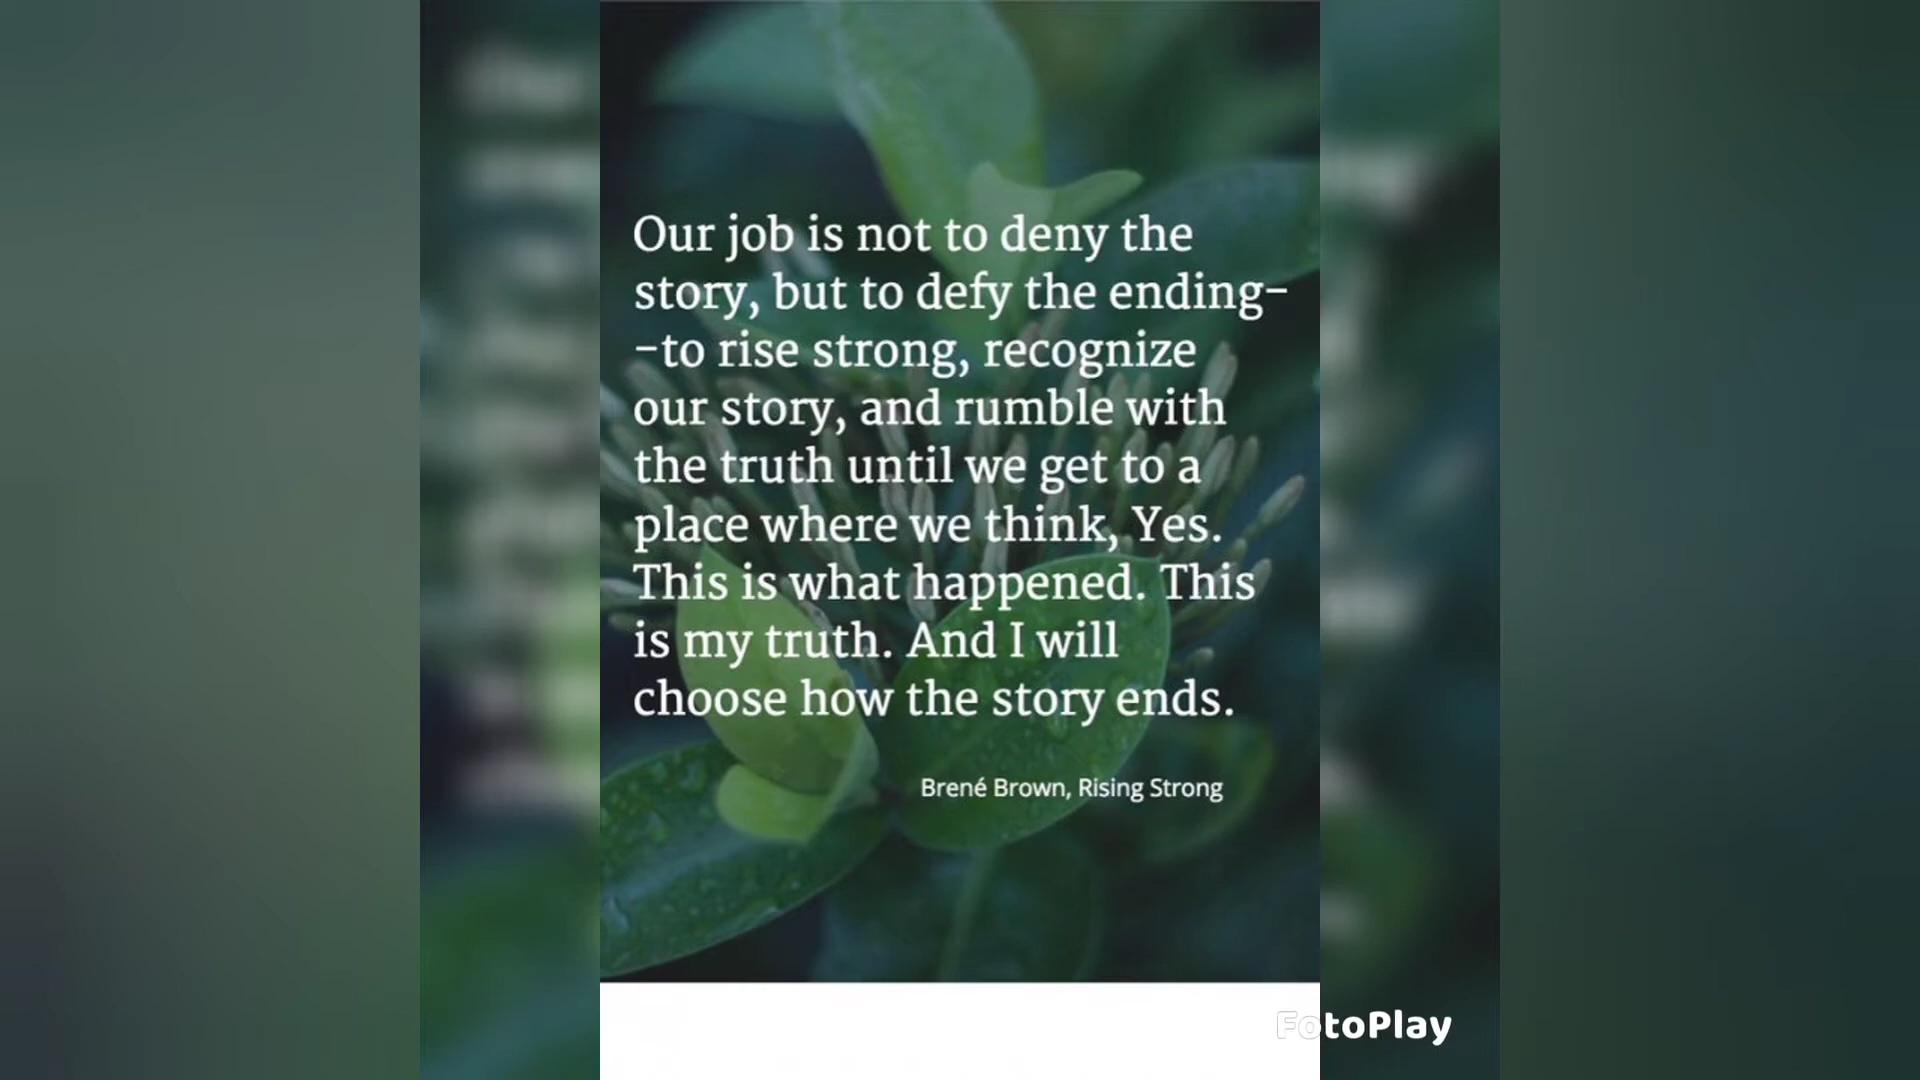 Our job is not to deny the
story, but to defy the ending-
-to rise strong, recognize
our story, and rumble with
the truth until we get to a
place where we think, Yes.
This is what happened. This
is my truth. And I will
choose how the story ends.
Brené Brown, Rising Strong
FotoPlay